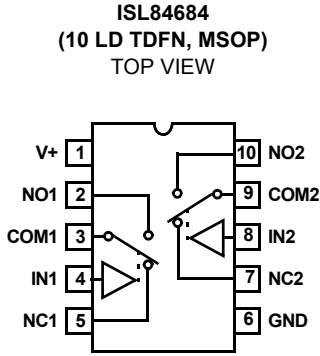 ISL84684
(10 LD TDFN, MSOP)
TOP VIEW
V+ 1
10 NO2
NO1 2
9 COM2
COM1 3
8 IN2
IN1 4
7 NC2
NC1 5
6 GND